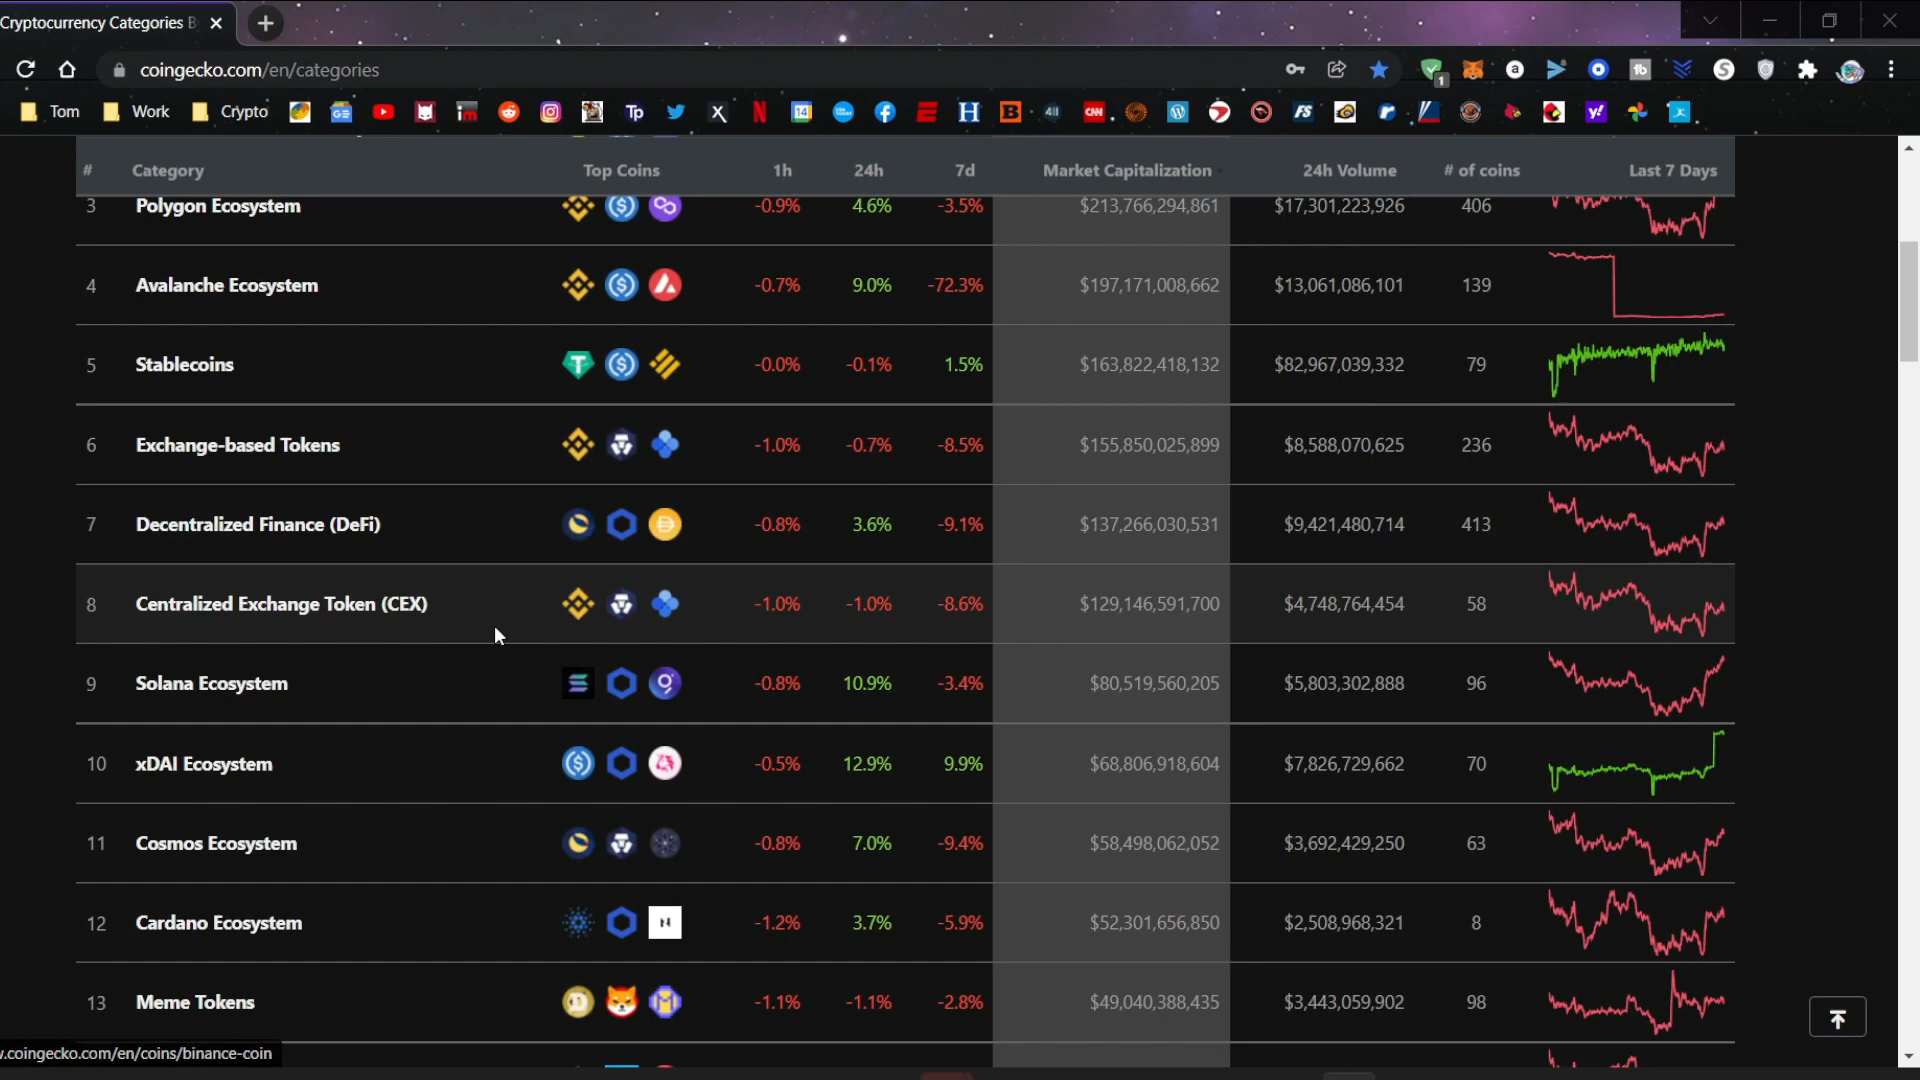 Cryptocurrency Categories B
coingecko.com/en/categories
1
Tom Work Crypto
# Category Top Coins 1h 24h 7d Market Capitalization 24h Volume # of coins Last 7 Days
3 Polygon Ecosystem -0.9% 4.6% -3.5% $213,766,294,861 $17,301,223,926 406
4 Avalanche Ecosystem -0.7% 9.0% -72.3% $197,171,008,662 $13,061,086,101 139
5 Stablecoins -0.0% -0.1% 1.5% $163,822,418,132 $82,967,039,332 79
6 Exchange-based Tokens -1.0% -0.7% -8.5% $155,850,025,899 $8,588,070,625 236
7 Decentralized Finance (DeFi) -0.8% 3.6% -9.1% $137,266,030,531 $9,421,480,714 413
8 Centralized Exchange Token (CEX) -1.0% -1.0% -8.6% $129,146,591,700 $4,748,764,454 58
9 Solana Ecosystem -0.8% 10.9% -3.4% $80,519,560,205 $5,803,302,888 96
10 xDAI Ecosystem -0.5% 12.9% 9.9% $68,806,918,604 $7,826,729,662 70
11 Cosmos Ecosystem -0.8% 7.0% -9.4% $58,498,062,052 $3,692,429,250 63
12 Cardano Ecosystem -1.2% 3.7% -5.9% $52,301,656,850 $2,508,968,321 8
13 Meme Tokens -1.1% -1.1% -2.8% $49,040,388,435 $3,443,059,902 98
.coingecko.com/en/coins/binance-coin